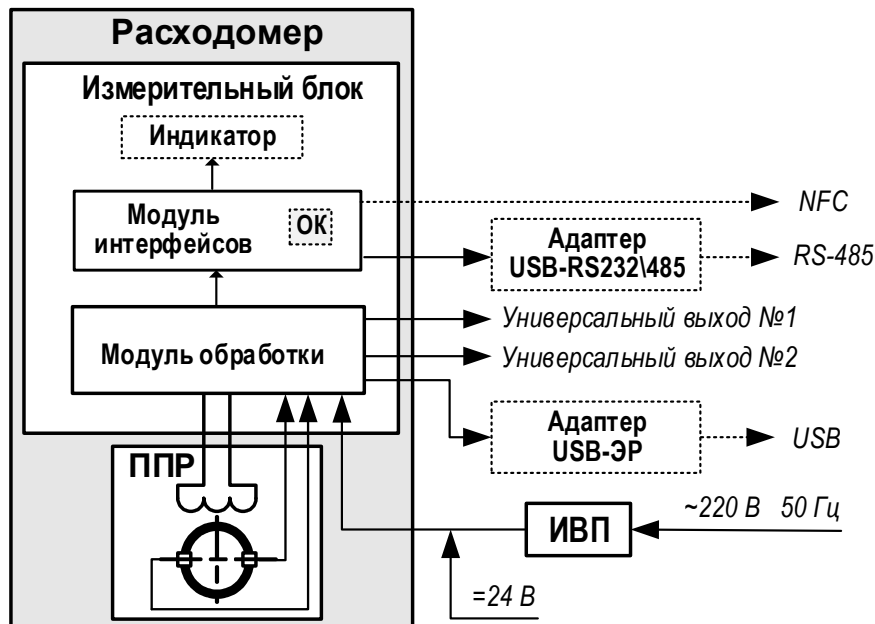 Расходомер
Измерительный блок
Индикатор
Модуль
интерфейсов
ОК
NFC
Адаптер
USB-RS232\485
RS-485
Универсальный выход №1
Модуль обработки
Универсальный выход №2
Адаптер
USB-ЭР
USB
ППР
ИВП
~220 В 50 Гц
=24 В